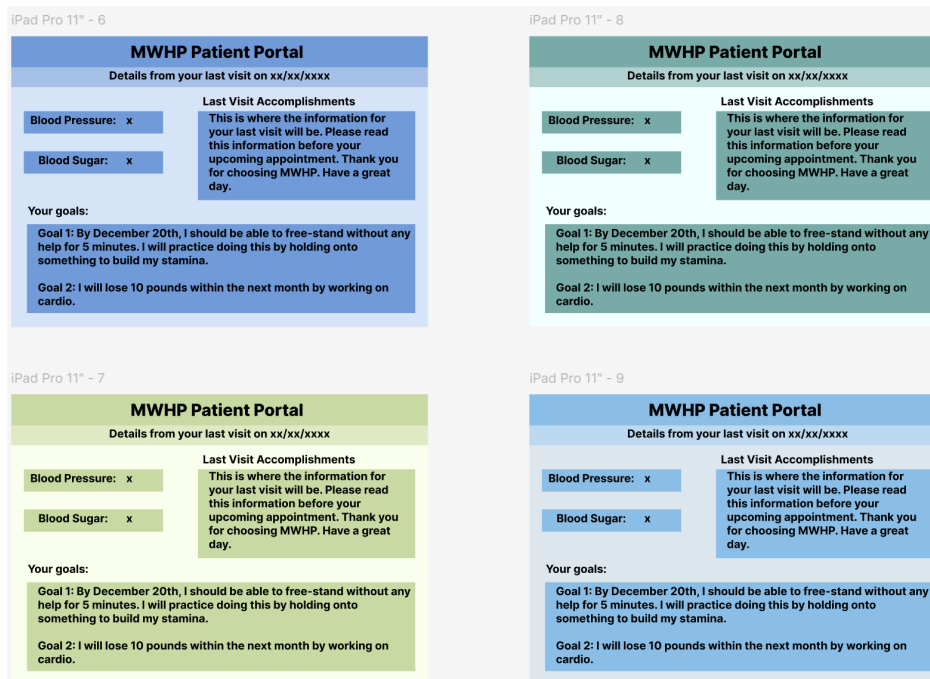 iPad Pro 11" - 6
MWHP Patient Portal
Details from your last visit on xx/xx/xxxx
Last Visit Accomplishments
Blood Pressure: x
Blood Sugar: x
This is where the information for
your last visit will be. Please read
this information before your
upcoming appointment. Thank you
for choosing MWHP. Have a great
day.
Your goals:
Goal 1: By December 20th, I should be able to free-stand without any
help for 5 minutes. I will practice doing this by holding onto
something to build my stamina.
Goal 2: I will lose 10 pounds within the next month by working on
cardio.
iPad Pro 11" - 8
MWHP Patient Portal
Details from your last visit on xx/xx/xxxx
Last Visit Accomplishments
Blood Pressure: x
Blood Sugar: x
This is where the information for
your last visit will be. Please read
this information before your
upcoming appointment. Thank you
for choosing MWHP. Have a great
day.
Your goals:
Goal 1: By December 20th, I should be able to free-stand without any
help for 5 minutes. I will practice doing this by holding onto
something to build my stamina.
Goal 2: I will lose 10 pounds within the next month by working on
cardio.
iPad Pro 11" - 7
MWHP Patient Portal
Details from your last visit on xx/xx/xxxx
Last Visit Accomplishments
Blood Pressure: x
Blood Sugar: x
This is where the information for
your last visit will be. Please read
this information before your
upcoming appointment. Thank you
for choosing MWHP. Have a great
day.
Your goals:
Goal 1: By December 20th, I should be able to free-stand without any
help for 5 minutes. I will practice doing this by holding onto
something to build my stamina.
Goal 2: I will lose 10 pounds within the next month by working on
cardio.
iPad Pro 11" - 9
MWHP Patient Portal
Details from your last visit on xx/xx/xxxx
Last Visit Accomplishments
Blood Pressure: x
Blood Sugar: x
This is where the information for
your last visit will be. Please read
this information before your
upcoming appointment. Thank you
for choosing MWHP. Have a great
day.
Your goals:
Goal 1: By December 20th, I should be able to free-stand without any
help for 5 minutes. I will practice doing this by holding onto
something to build my stamina.
Goal 2: I will lose 10 pounds within the next month by working on
cardio.